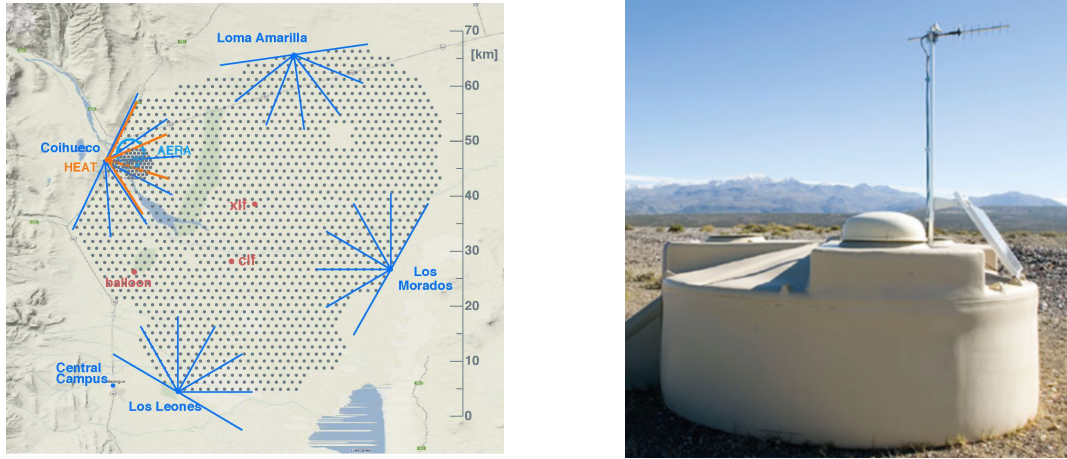 Loma Amarilla
70
[km]
60
50
Coihueco
AERA
HEAT
40
xlf
30
clf
Los
Morados
balloon
20
10
Central
Campus
Los Leones
0